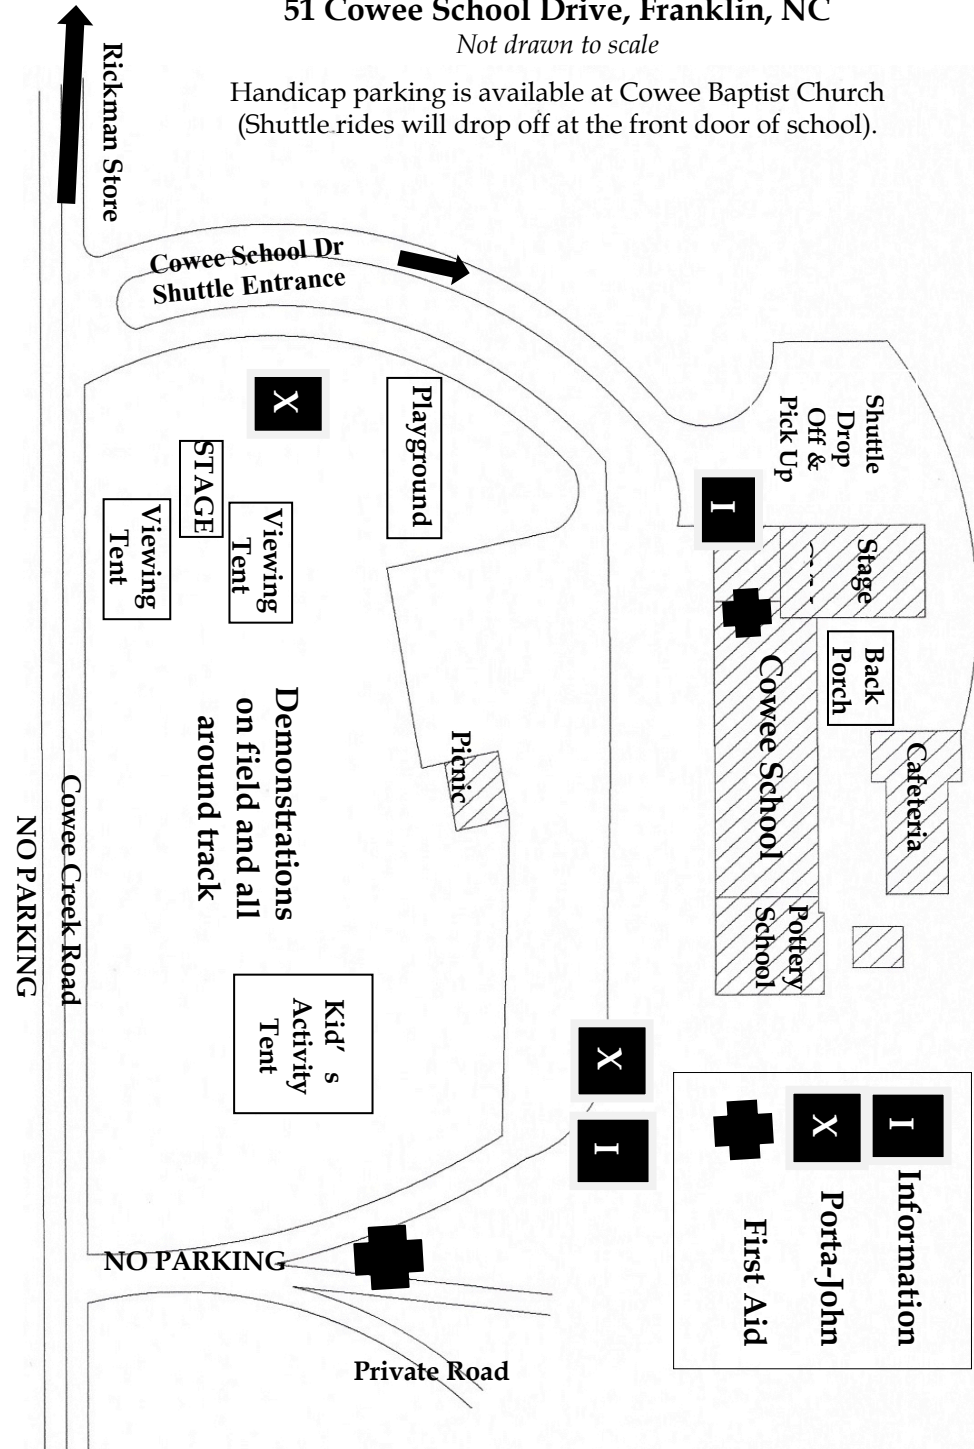 51 Cowee School Drive, Franklin, NC
Not drawn to scale
Handicap parking is available at Cowee Baptist Church
(Shuttle rides will drop off at the front door of school).
Rickman Store
Cowee School Dr
Shuttle Entrance
Shuttle
Drop
Off &
Pick Up
X
Playground
STAGE
Viewing
Tent
Viewing
Tent
I
Stage
Back
Porch
Cowee School
Cafeteria
Picnic
Demonstrations
on field and all
around track
Pottery
School
Cowee Creek Road
NO PARKING
Kid' s
Activity
Tent
X
I
I
Information
X
Porta-John
First Aid
NO PARKING
Private Road